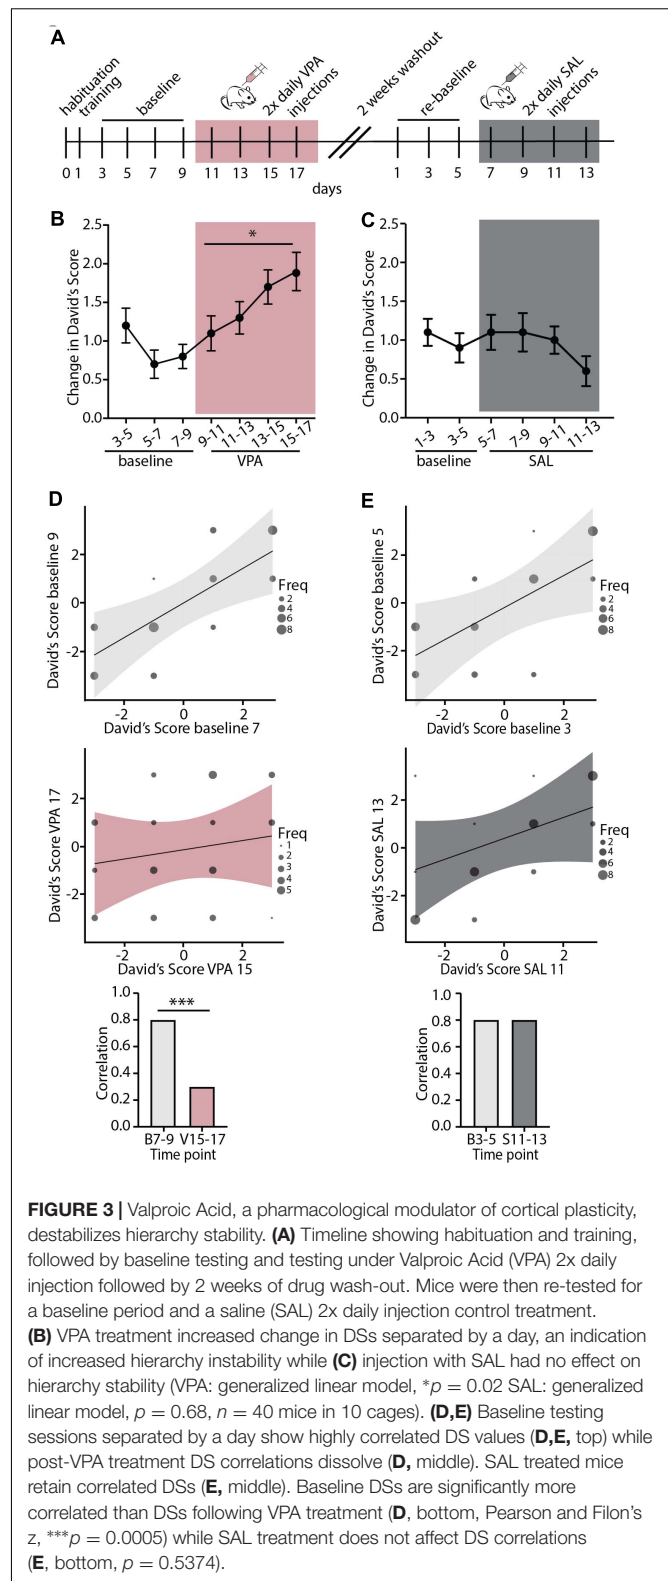 A
habituation
training
baseline
2x daily VPA
injections
2 weeks washout
re-baseline
2x daily SAL
injections
0 1 3 5 7 9 11 13 15 17 1 3 5 7 9 11 13
days
B
Change in David's Score
2.5
2.0
1.5
1.0
0.5
0.0
*
3-5 5-7 7-9 9-11 11-13 13-15 15-17
baseline VPA
C
Change in David's Score
2.5
2.0
1.5
1.0
0.5
0.0
1-3 3-5 5-7 7-9 9-11 11-13
baseline SAL
D
David's Score baseline 9
2
0
-2
Freq
2
4
6
8
-2 0 2
David's Score baseline 7
E
David's Score baseline 5
2
0
-2
Freq
2
4
6
8
-2 0 2
David's Score baseline 3
David's Score VPA 17
2
0
-2
Freq
1
2
3
4
5
-2 0 2
David's Score VPA 15
David's Score SAL 13
2
0
-2
Freq
2
4
6
8
-2 0 2
David's Score SAL 11
Correlation
1.0
0.8
0.6
0.4
0.2
0.0
***
B7-9 V15-17
Time point
Correlation
1.0
0.8
0.6
0.4
0.2
0.0
B3-5 S11-13
Time point
FIGURE 3 | Valproic Acid, a pharmacological modulator of cortical plasticity,
destabilizes hierarchy stability. (A) Timeline showing habituation and training,
followed by baseline testing and testing under Valproic Acid (VPA) 2x daily
injection followed by 2 weeks of drug wash-out. Mice were then re-tested for
a baseline period and a saline (SAL) 2x daily injection control treatment.
(B) VPA treatment increased change in DSs separated by a day, an indication
of increased hierarchy instability while (C) injection with SAL had no effect on
hierarchy stability (VPA: generalized linear model, *p = 0.02 SAL: generalized
linear model, p = 0.68, n = 40 mice in 10 cages). (D,E) Baseline testing
sessions separated by a day show highly correlated DS values (D,E, top) while
post-VPA treatment DS correlations dissolve (D, middle). SAL treated mice
retain correlated DSs (E, middle). Baseline DSs are significantly more
correlated than DSs following VPA treatment (D, bottom, Pearson and Filon's
z, ***p = 0.0005) while SAL treatment does not affect DS correlations
(E, bottom, p = 0.5374).